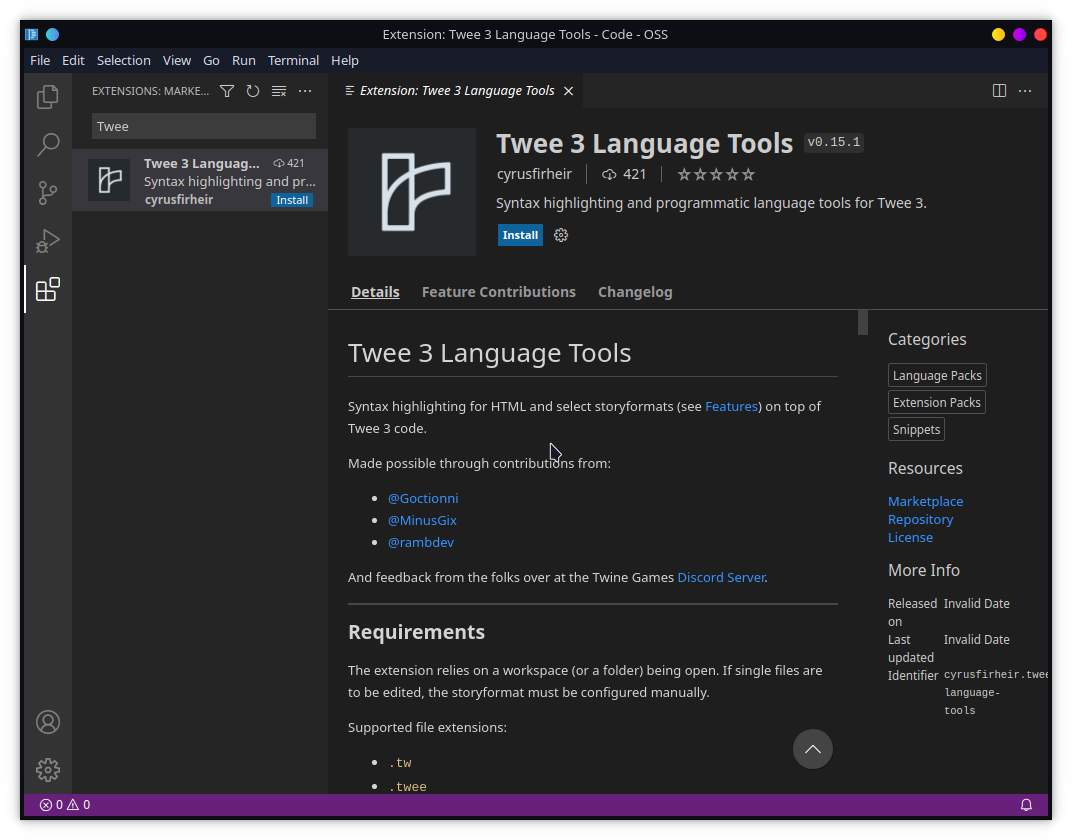 Extension: Twee 3 Language Tools - Code - OSS
File Edit Selection View Go Run Terminal Help
EXTENSIONS: MARKE...
Twee
Twee 3 Languag... 421
Syntax highlighting and pr...
cyrusfirheir Install
Extension: Twee 3 Language Tools
Twee 3 Language Tools v0.15.1
cyrusfirheir 421
Syntax highlighting and programmatic language tools for Twee 3.
Install
Details Feature Contributions Changelog
Twee 3 Language Tools
Syntax highlighting for HTML and select storyformats (see Features) on top of
Twee 3 code.
Made possible through contributions from:
@Goctionni
@MinusGix
@rambdev
And feedback from the folks over at the Twine Games Discord Server.
Requirements
The extension relies on a workspace (or a folder) being open. If single files are
to be edited, the storyformat must be configured manually.
Supported file extensions:
.tw
.twee
Categories
Language Packs
Extension Packs
Snippets
Resources
Marketplace
Repository
License
More Info
Released Invalid Date
on
Last Invalid Date
updated
Identifier cyrusfirheir.twee
language-
tools
0 0